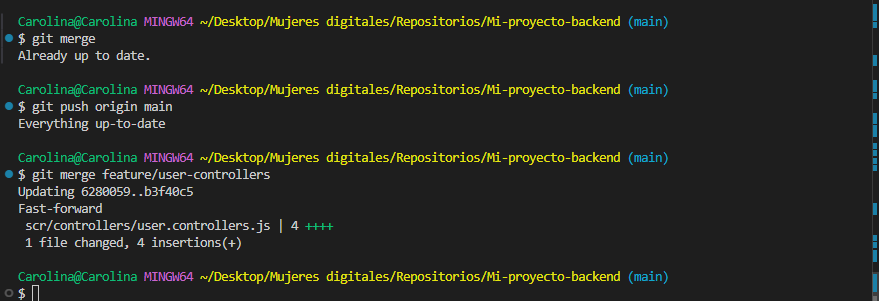 Carolina@Carolina MINGW64 ~/Desktop/Mujeres digitales/Repositorios/Mi-proyecto-backend (main)
$ git merge
Already up to date.
Carolina@Carolina MINGW64 ~/Desktop/Mujeres digitales/Repositorios/Mi-proyecto-backend (main)
$ git push origin main
Everything up-to-date
Carolina@Carolina MINGW64 ~/Desktop/Mujeres digitales/Repositorios/Mi-proyecto-backend (main)
$ git merge feature/user-controllers
Updating 6280059..b3f40c5
Fast-forward
 scr/controllers/user.controllers.js | 4 ++++
 1 file changed, 4 insertions(+)
Carolina@Carolina MINGW64 ~/Desktop/Mujeres digitales/Repositorios/Mi-proyecto-backend (main)
$